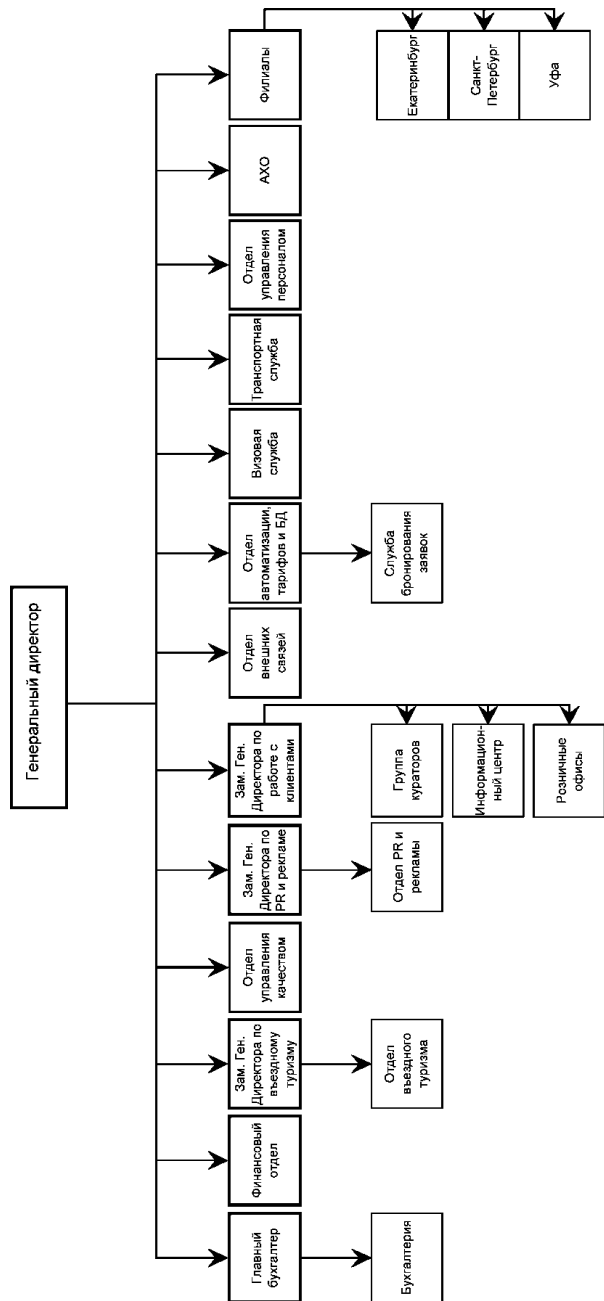 Генеральный директор
Главный
бухгалтер
Финансовый
отдел
Зам. Ген.
Директора по
въездному
туризму
Отдел
управления
качеством
Зам. Ген.
Директора по
PR и рекламе
Зам. Ген.
Директора по
работе с
клиентами
Отдел
внешних
связей
Отдел
автоматизации,
тарифов и БД
Визовая
служба
Транспортная
служба
Отдел
управления
персоналом
АХО
Филиалы
Бухгалтерия
Отдел
въездного
туризма
Отдел PR и
рекламы
Группа
кураторов
Информацион-
ный центр
Розничные
офисы
Служба
бронирования
заявок
Екатеринбург
Санкт-
Петербург
Уфа